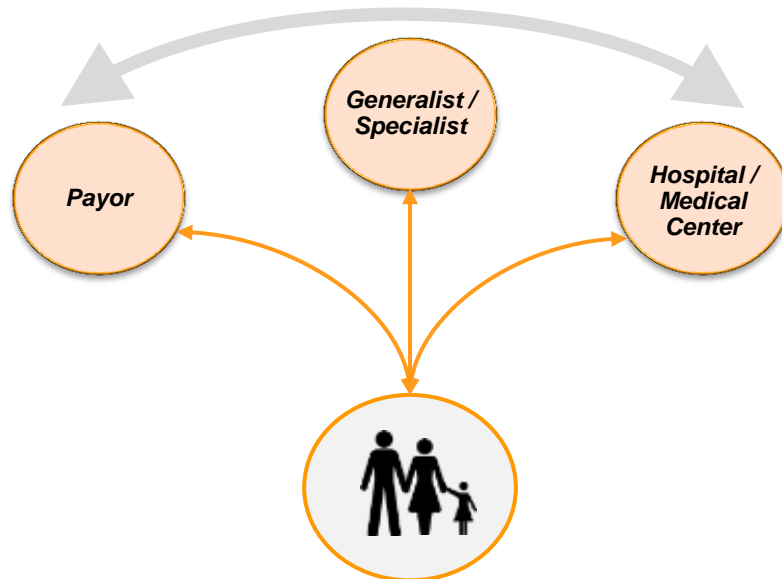 Generalist /
Specialist
Payor
Hospital /
Medical
Center